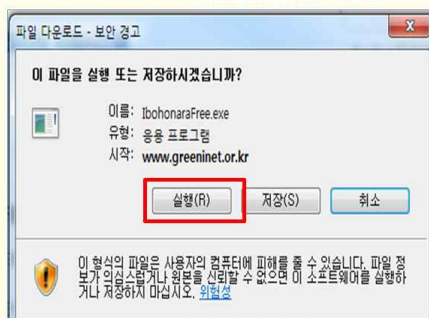 파일 다운로드 - 보안 경고
이 파일을 실행 또는 저장하시겠습니까?
이름: IbohonaraFree.exe
유형: 응용 프로그램
시작: www.greeninet.or.kr
실행(R) 저장(S) 취소
이 형식의 파일은 사용자의 컴퓨터에 피해를 줄 수 있습니다. 파일 정
보가 의심스럽거나 원본을 신뢰할 수 없으면 이 소프트웨어를 실행하
거나 저장하지 마십시오. 위험성